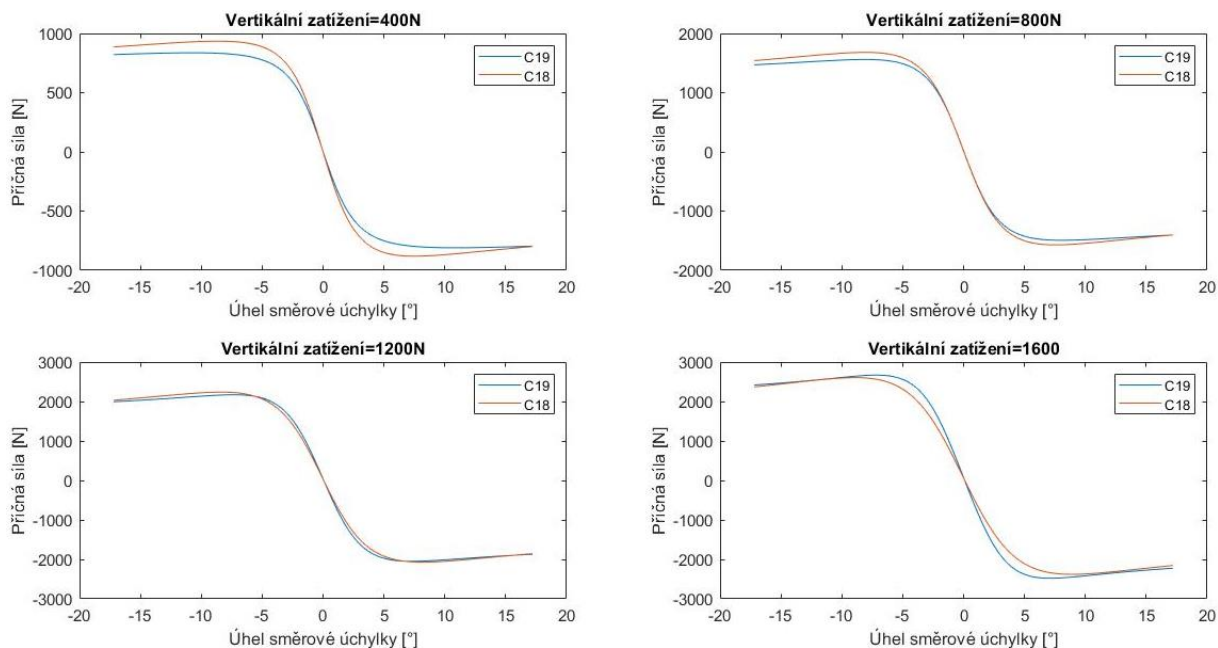 Vertikální zatížení=400N
1000
500
0
-500
-1000
Příčná síla [N]
C19
C18
-20 -15 -10 -5 0 5 10 15 20
Úhel směrové úchylky [°]
Vertikální zatížení=800N
2000
1000
0
-1000
-2000
Příčná síla [N]
C19
C18
-20 -15 -10 -5 0 5 10 15 20
Úhel směrové úchylky [°]
Vertikální zatížení=1200N
3000
2000
1000
0
-1000
-2000
-3000
Příčná síla [N]
C19
C18
-20 -15 -10 -5 0 5 10 15 20
Úhel směrové úchylky [°]
Vertikální zatížení=1600
3000
2000
1000
0
-1000
-2000
-3000
Příčná síla [N]
C19
C18
-20 -15 -10 -5 0 5 10 15 20
Úhel směrové úchylky [°]